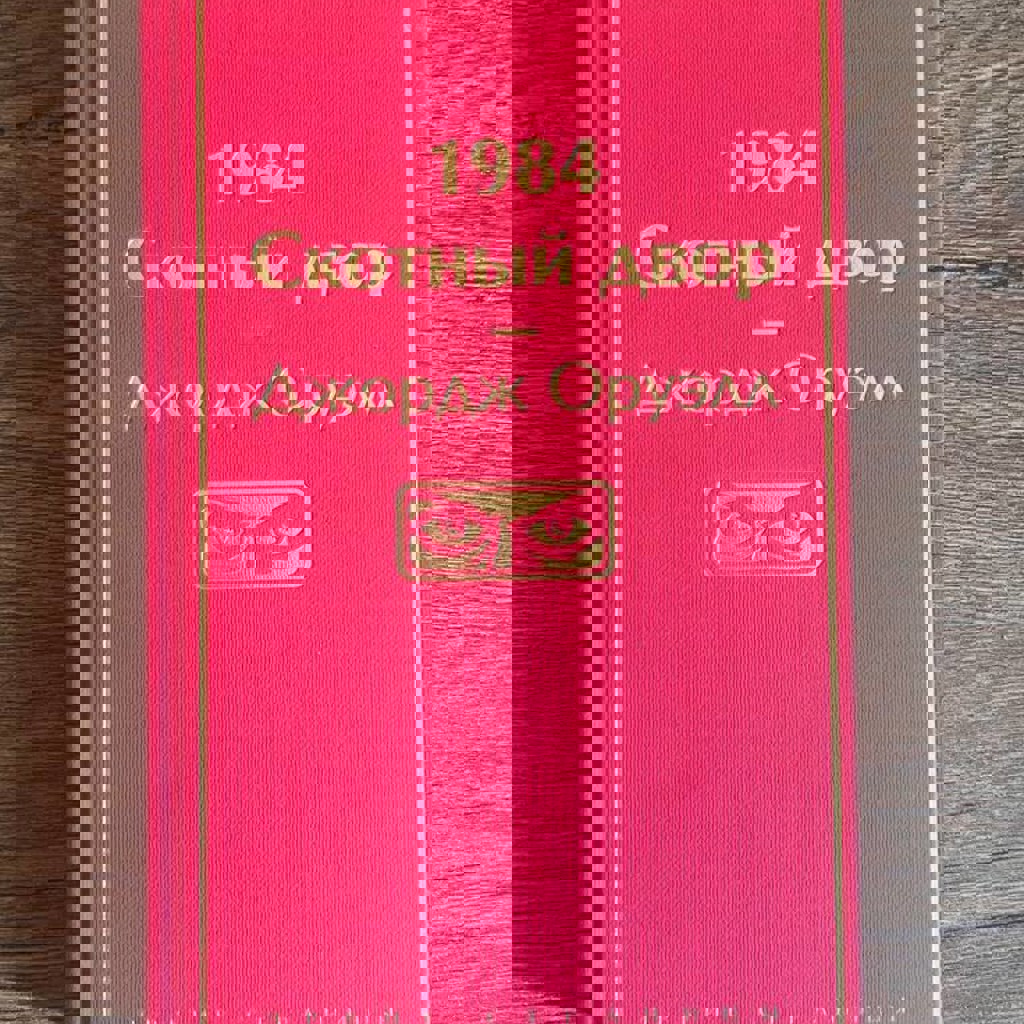 1984
Скотный двор
—
Джордж Оруэлл